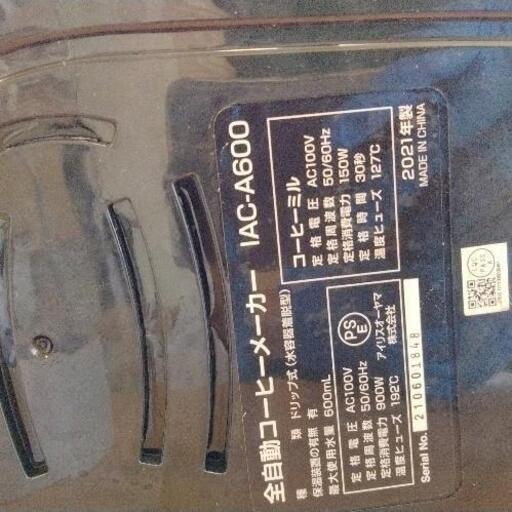 全自動コーヒーメーカー IAC-A600
種 類 ドリップ式(水容器着脱型)
保温装置の有無 有
最大使用水量 600mL
定格電圧 AC100V
定格周波数 50/60Hz
定格消費電力 900W
温度ヒューズ 192℃
PS
E
アイリスオーヤマ
株式会社
Serial No. 210601848
コーヒーミル
定格電圧 AC100V
定格周波数 50/60Hz
定格消費電力 150W
定格時間 30秒
温度ヒューズ 127℃
2021年製
MADE IN CHINA